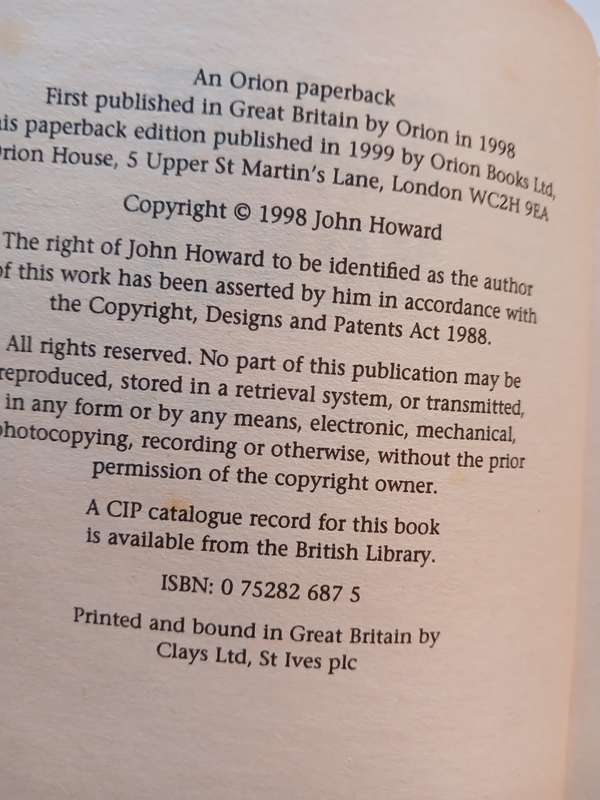 An Orion paperback
First published in Great Britain by Orion in 1998
his paperback edition published in 1999 by Orion Books Ltd,
Orion House, 5 Upper St Martin's Lane, London WC2H 9EA
Copyright © 1998 John Howard
The right of John Howard to be identified as the author
of this work has been asserted by him in accordance with
the Copyright, Designs and Patents Act 1988.
All rights reserved. No part of this publication may be
reproduced, stored in a retrieval system, or transmitted,
in any form or by any means, electronic, mechanical,
photocopying, recording or otherwise, without the prior
permission of the copyright owner.
A CIP catalogue record for this book
is available from the British Library.
ISBN: 0 75282 687 5
Printed and bound in Great Britain by
Clays Ltd, St Ives plc